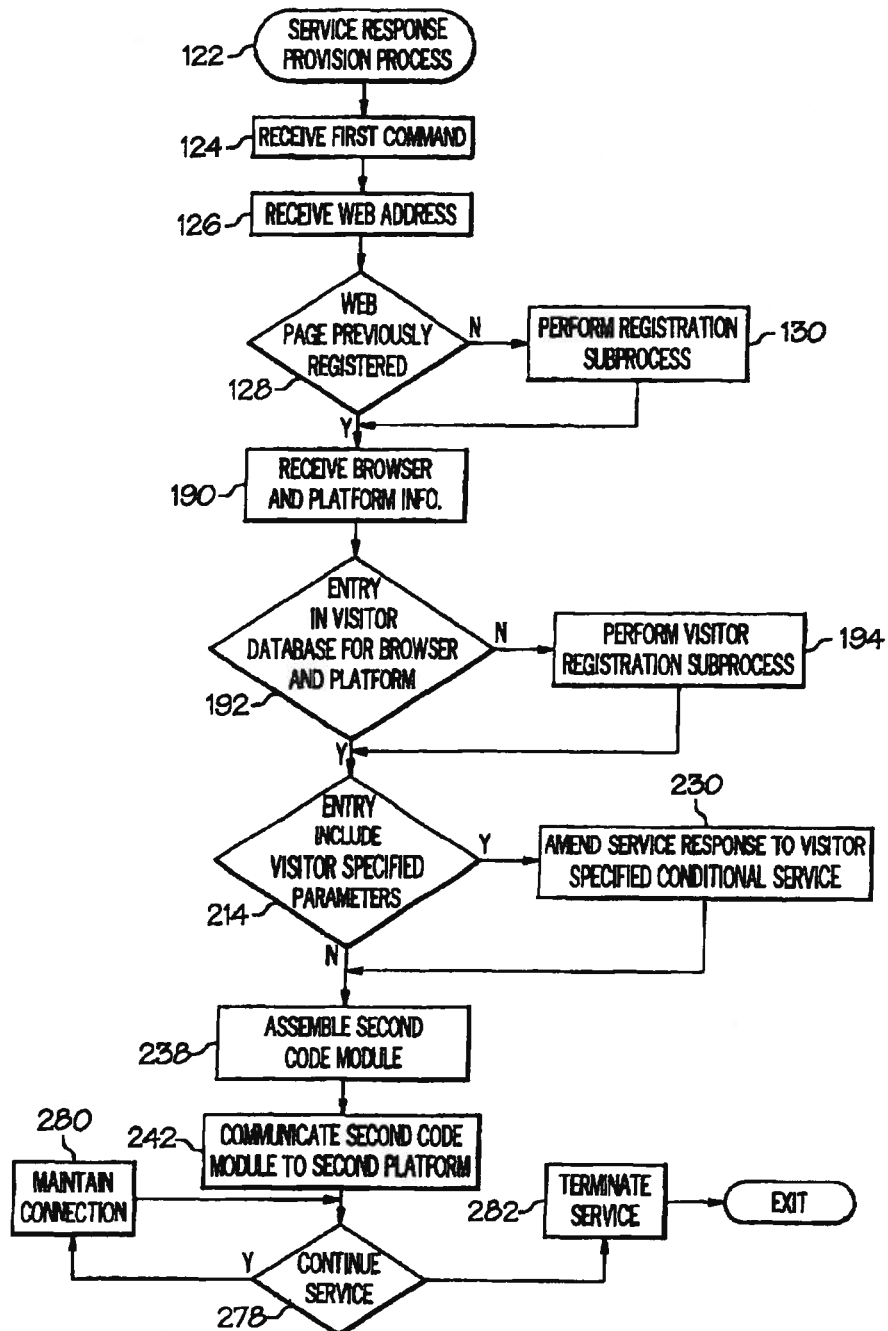 SERVICE RESPONSE
PROVISION PROCESS
122
RECEIVE FIRST COMMAND
124
RECEIVE WEB ADDRESS
126
WEB
PAGE PREVIOUSLY
REGISTERED
128
N
PERFORM REGISTRATION
SUBPROCESS
130
Y
RECEIVE BROWSER
AND PLATFORM INFO.
190
ENTRY
IN VISITOR
DATABASE FOR BROWSER
AND PLATFORM
192
N
PERFORM VISITOR
REGISTRATION SUBPROCESS
194
Y
ENTRY
INCLUDE
VISITOR SPECIFIED
PARAMETERS
214
Y
230
AMEND SERVICE RESPONSE TO VISITOR
SPECIFIED CONDITIONAL SERVICE
N
ASSEMBLE SECOND
CODE MODULE
238
COMMUNICATE SECOND CODE
MODULE TO SECOND PLATFORM
242
280
MAINTAIN
CONNECTION
Y
CONTINUE
SERVICE
278
TERMINATE
SERVICE
282
EXIT